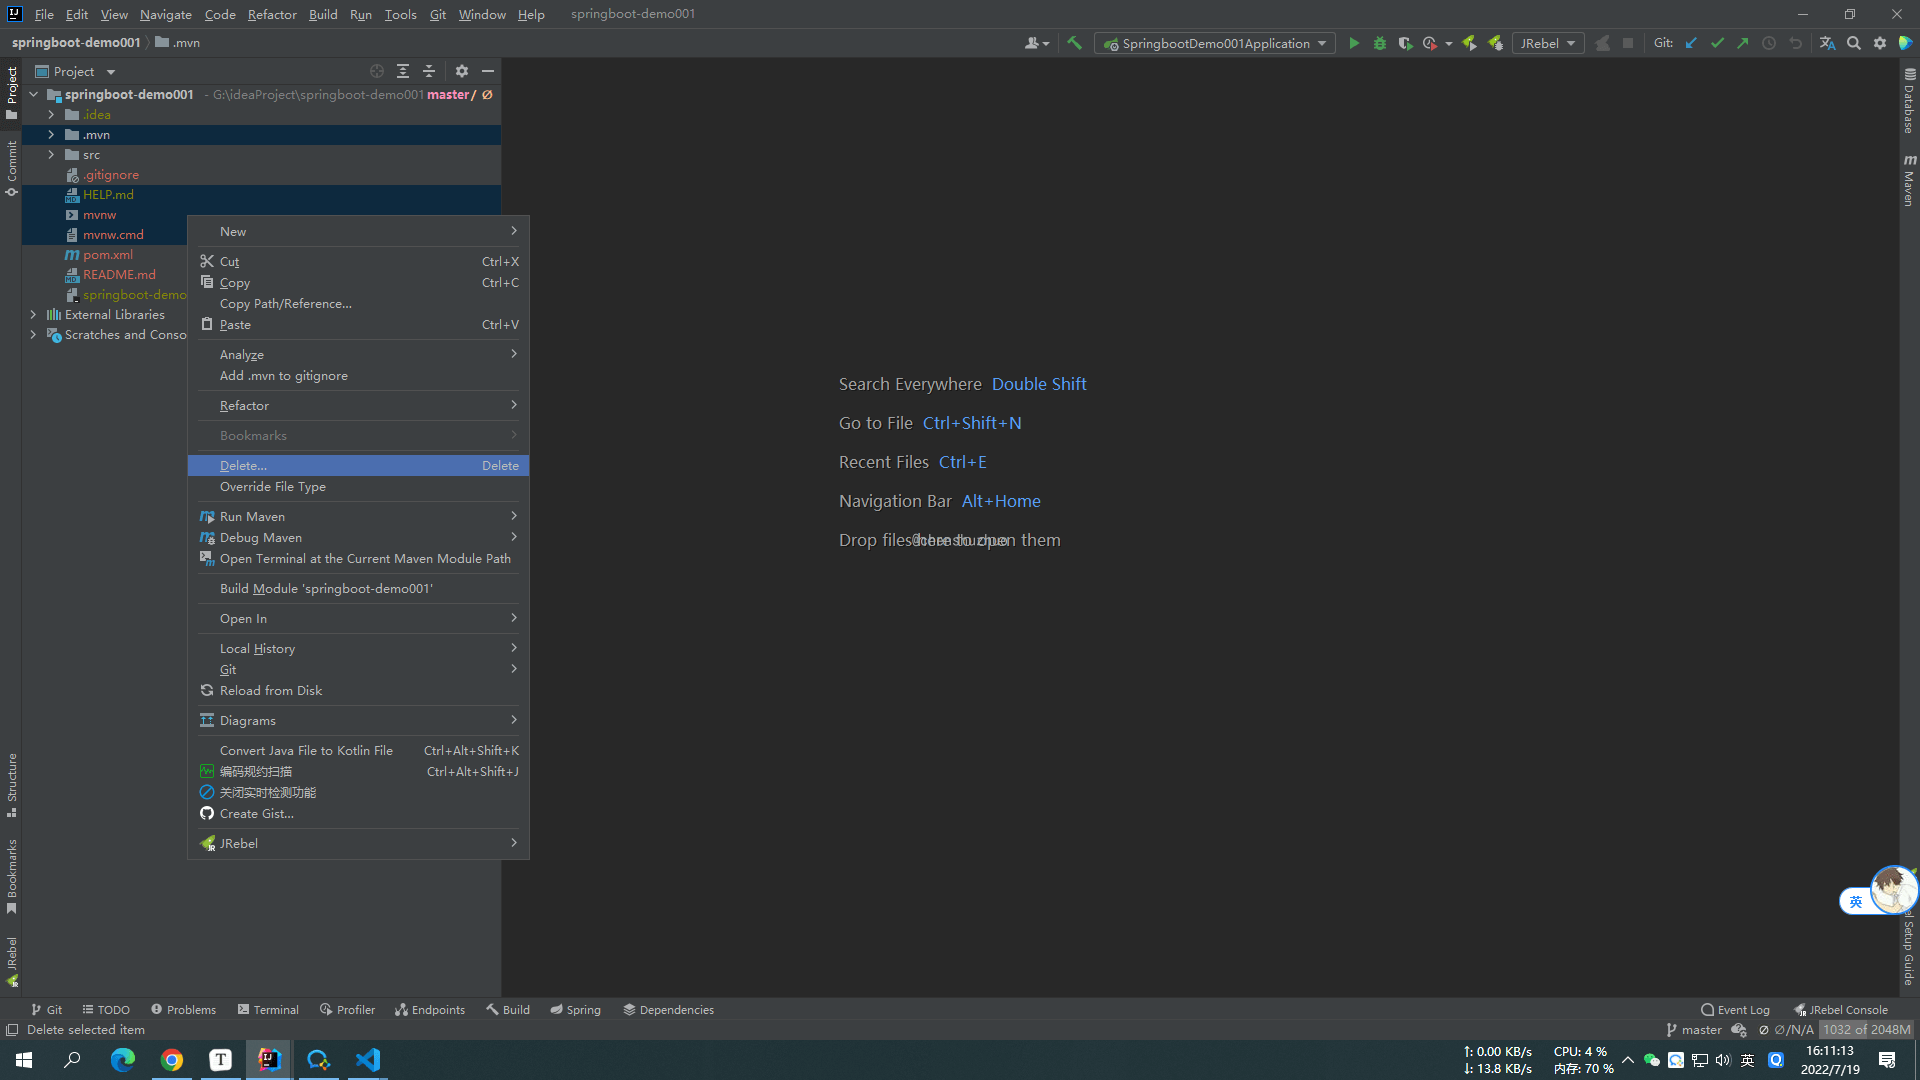 File Edit View Navigate Code Refactor Build Run Tools Git Window Help springboot-demo001
springboot-demo001 .mvn
SpringbootDemo001Application
JRebel
Git:
Project
springboot-demo001 - G:\ideaProject\springboot-demo001 master / Ø
.idea
.mvn
src
.gitignore
HELP.md
mvnw
mvnw.cmd
pom.xml
README.md
springboot-demo
External Libraries
Scratches and Conso
New
Cut Ctrl+X
Copy Ctrl+C
Copy Path/Reference...
Paste Ctrl+V
Analyze
Add .mvn to gitignore
Refactor
Bookmarks
Delete... Delete
Override File Type
Run Maven
Debug Maven
Open Terminal at the Current Maven Module Path
Build Module 'springboot-demo001'
Open In
Local History
Git
Reload from Disk
Diagrams
Convert Java File to Kotlin File Ctrl+Alt+Shift+K
编码规约扫描 Ctrl+Alt+Shift+J
关闭实时检测功能
Create Gist...
JRebel
Search Everywhere Double Shift
Go to File Ctrl+Shift+N
Recent Files Ctrl+E
Navigation Bar Alt+Home
Drop files here to open them
@chenshuzhuo
Project
Commit
Structure
Bookmarks
JRebel
Database
Maven
el Setup Guide
英
Git TODO Problems Terminal Profiler Endpoints Build Spring Dependencies Event Log JRebel Console
Delete selected item master Ø Ø/N/A 1032 of 2048M
↑: 0.00 KB/s CPU: 4 % 16:11:13
↓: 13.8 KB/s 内存: 70 % 英 2022/7/19